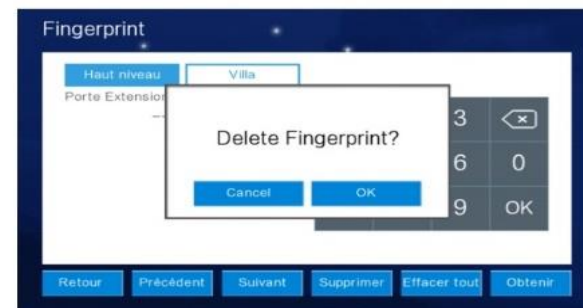 Fingerprint
Haut niveau Villa
Porte Extension
Delete Fingerprint?
Cancel OK
3
6 0
9 OK
Retour Précédent Suivant Supprimer Effacer tout Obtenir